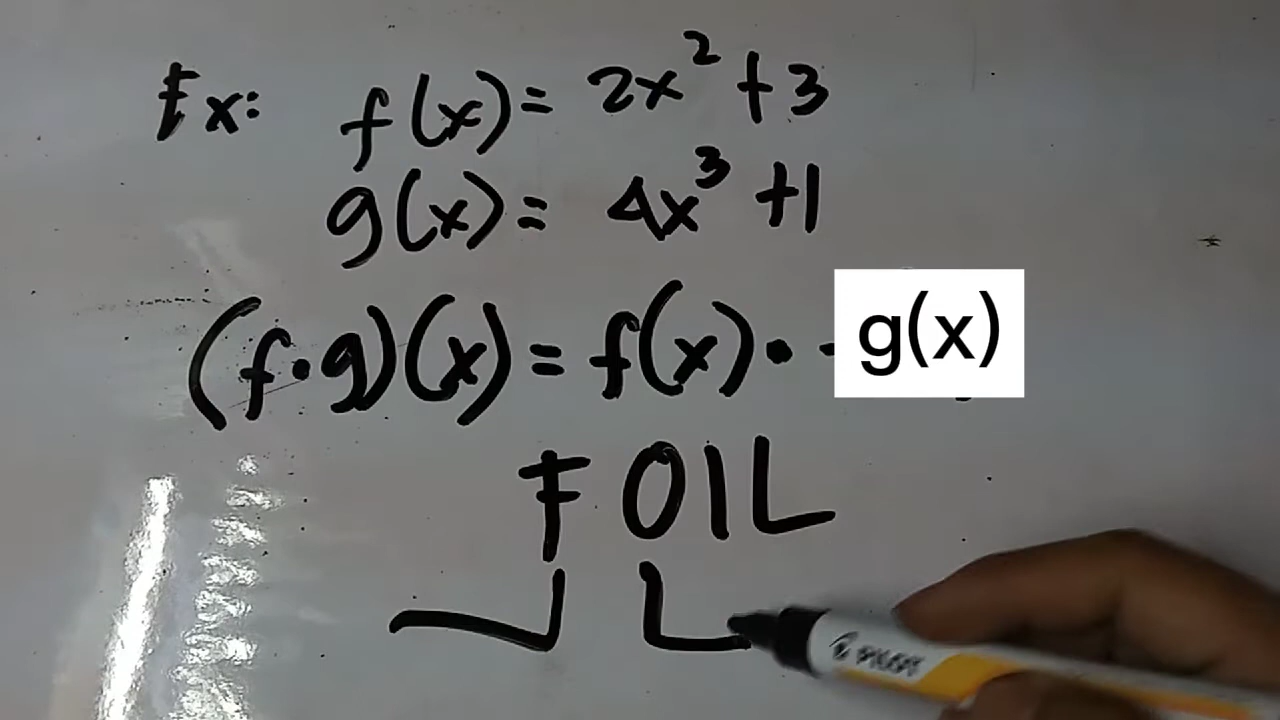 Ex: f(x) = 2x² + 3
g(x) = 4x³ + 1
(f·g)(x) = f(x) · g(x)
FOIL
PILOT